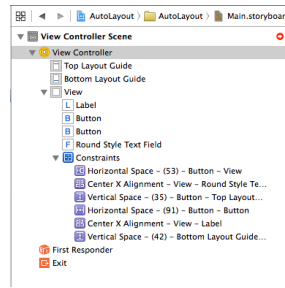 AutoLayout 〉 AutoLayout 〉 Main.storyboar
View Controller Scene
View Controller
Top Layout Guide
Bottom Layout Guide
View
L Label
B Button
B Button
F Round Style Text Field
Constraints
Horizontal Space - (53) - Button - View
Center X Alignment - View - Round Style Te...
Vertical Space - (35) - Button - Top Layout...
Horizontal Space - (91) - Button - Button
Center X Alignment - View - Label
Vertical Space - (42) - Bottom Layout Guide...
First Responder
Exit